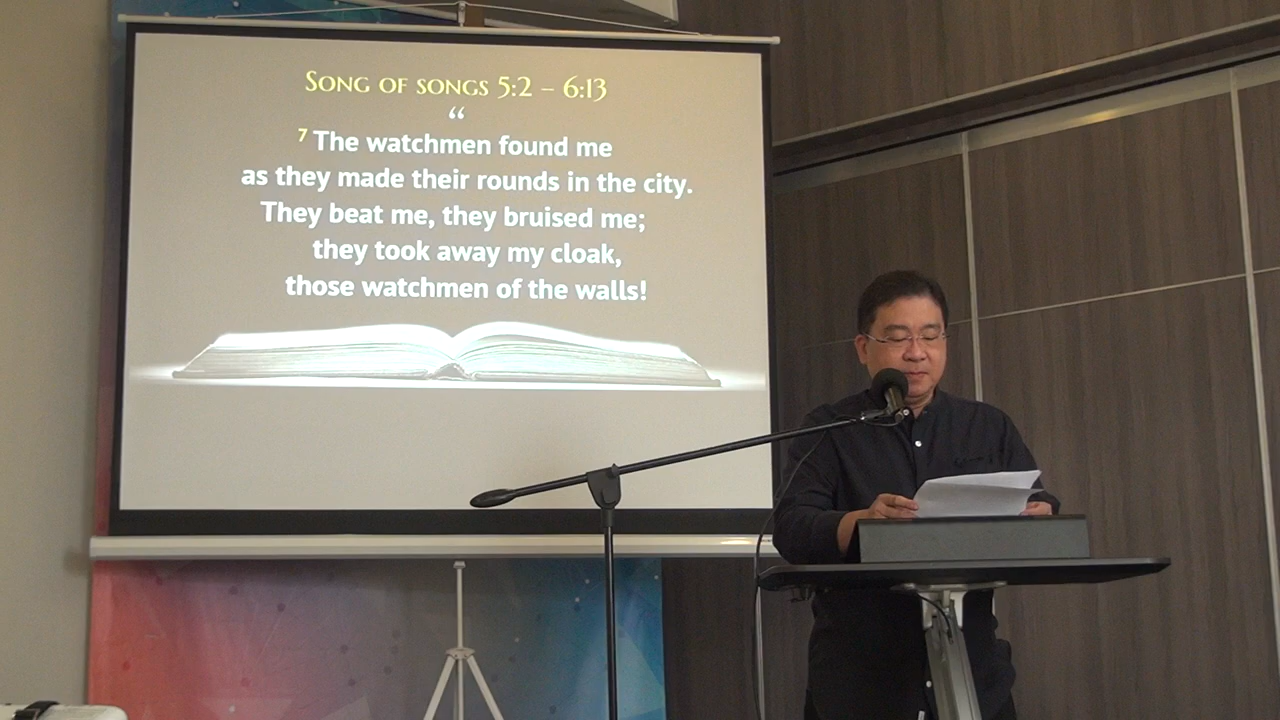 Song of songs 5:2 – 6:13
“
7 The watchmen found me
as they made their rounds in the city.
They beat me, they bruised me;
they took away my cloak,
those watchmen of the walls!